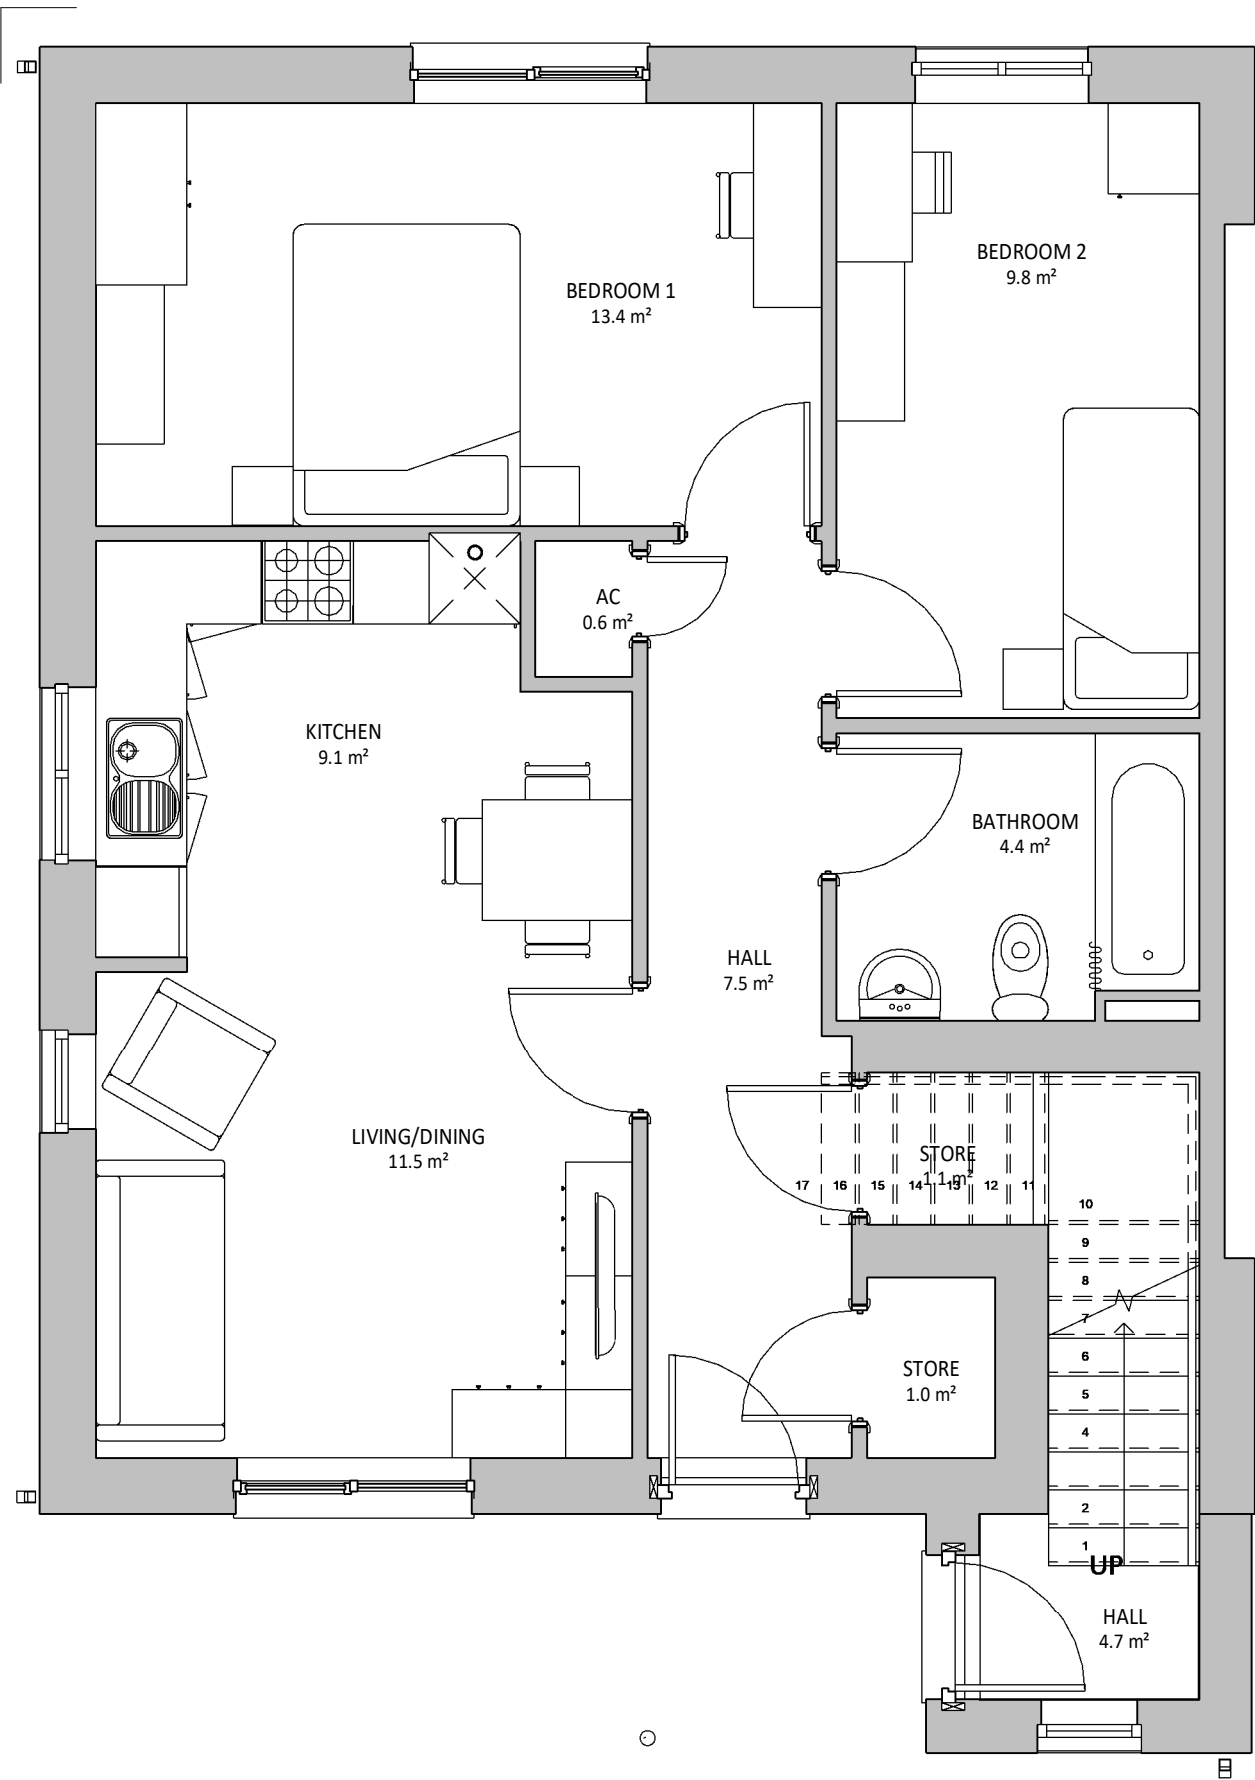 BEDROOM 2
9.8 m²
BEDROOM 1
13.4 m²
AC
0.6 m²
KITCHEN
9.1 m²
BATHROOM
4.4 m²
HALL
7.5 m²
LIVING/DINING
11.5 m²
STORE
1.1 m²
17 16 15 14 13 12 11
10
9
8
7
6
5
4
2
1
UP
STORE
1.0 m²
HALL
4.7 m²